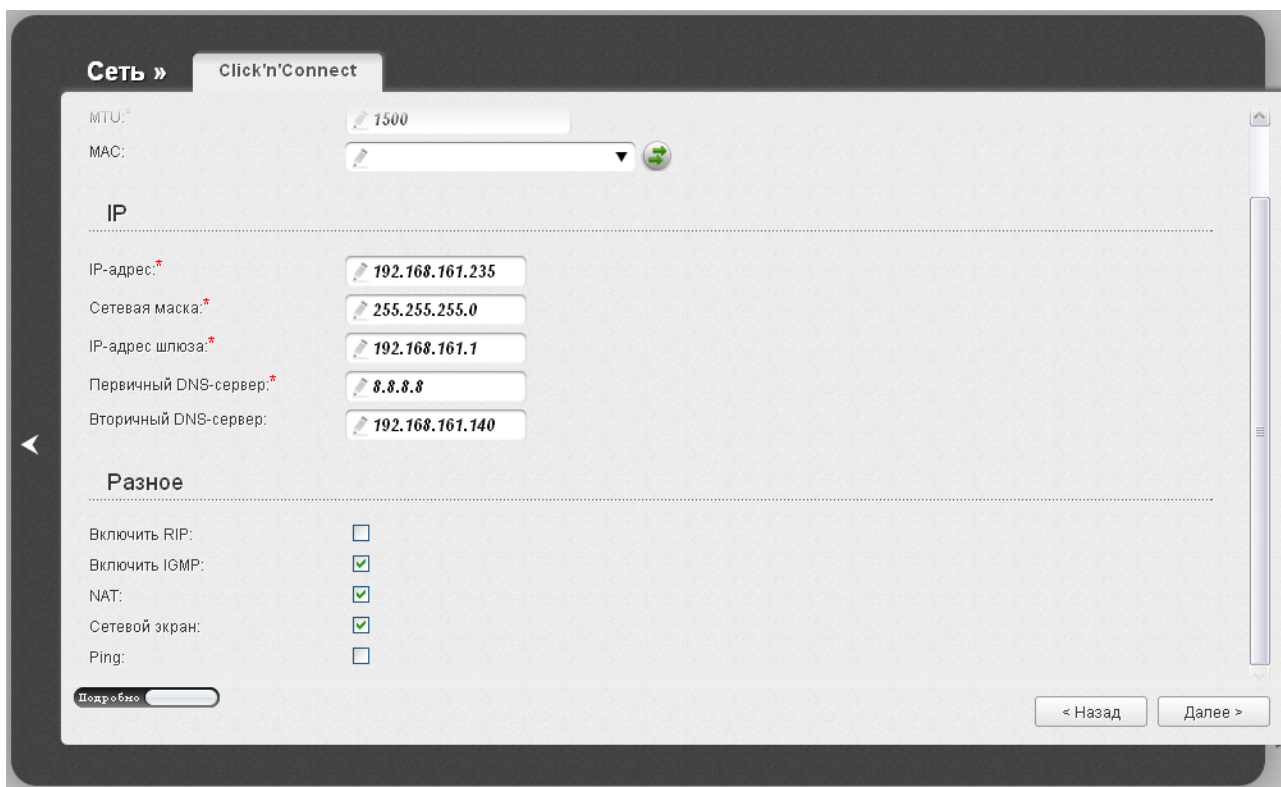 Сеть »
Click'n'Connect
MTU:* 1500
MAC:
IP
IP-адрес:* 192.168.161.235
Сетевая маска:* 255.255.255.0
IP-адрес шлюза:* 192.168.161.1
Первичный DNS-сервер:* 8.8.8.8
Вторичный DNS-сервер: 192.168.161.140
Разное
Включить RIP:
Включить IGMP:
NAT:
Сетевой экран:
Ping:
Подробно
< Назад
Далее >